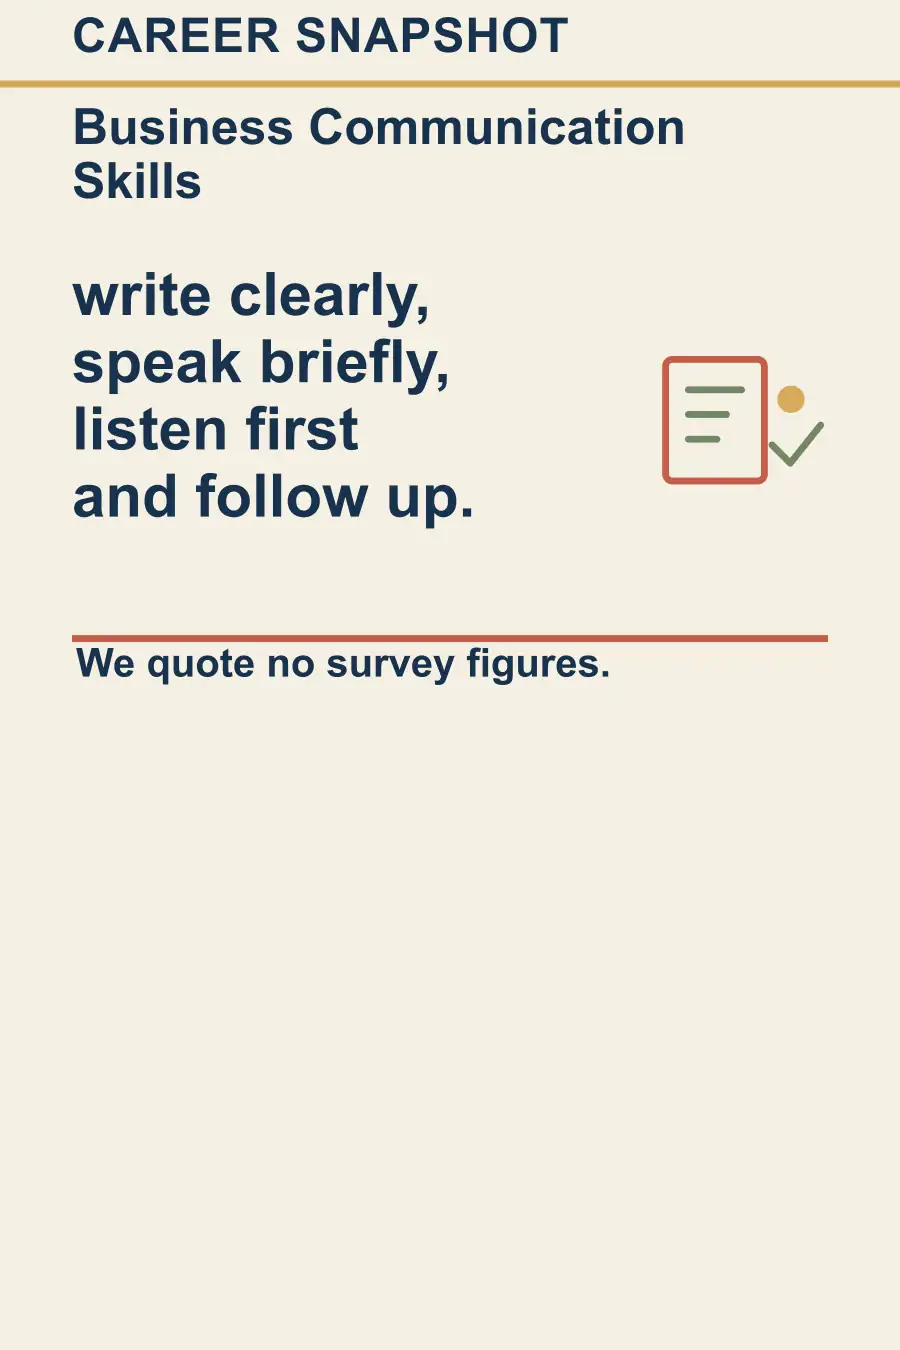 CAREER SNAPSHOT
Business Communication
Skills
write clearly,
speak briefly,
listen first
and follow up.
We quote no survey figures.